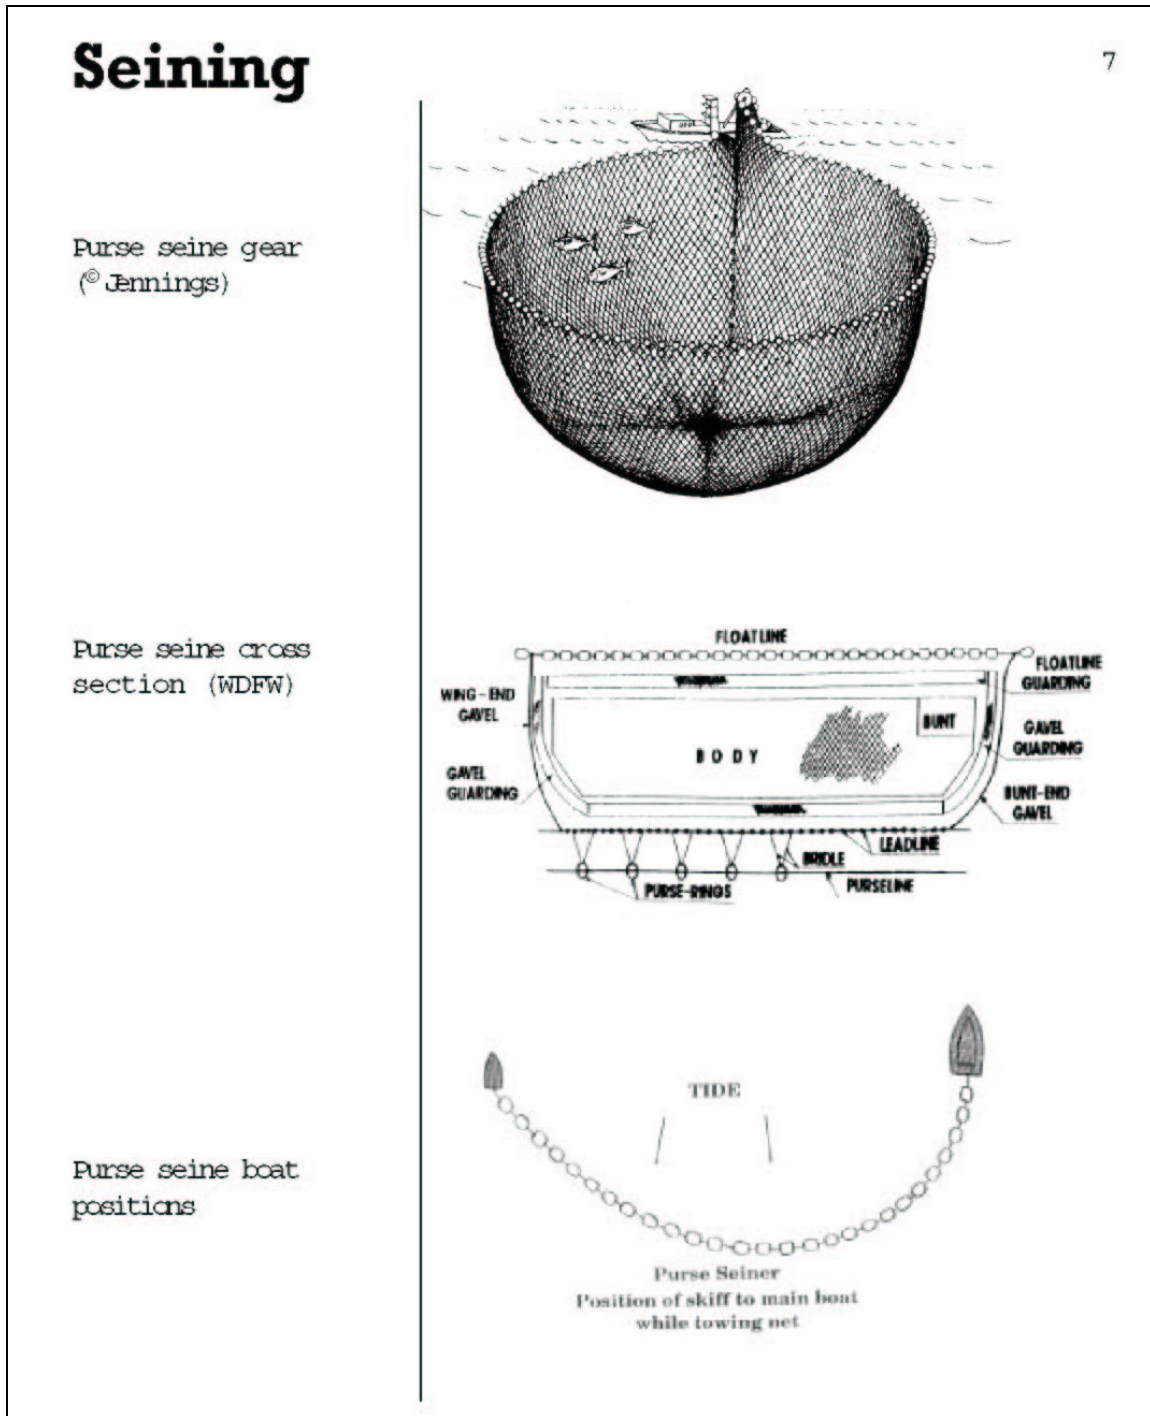 Seining
7
Purse seine gear
(© Jennings)
Purse seine cross
section (WDFW)
FLOATLINE
FLOATLINE
GUARDING
WING-END
GAVEL
BUNT
GAVEL
GUARDING
BODY
GAVEL
GUARDING
BUNT-END
GAVEL
LEADLINE
BRIDLE
PURSE-RINGS
PURSELINE
TIDE
Purse seine boat
positions
Purse Seiner
Position of skiff to main boat
while towing net